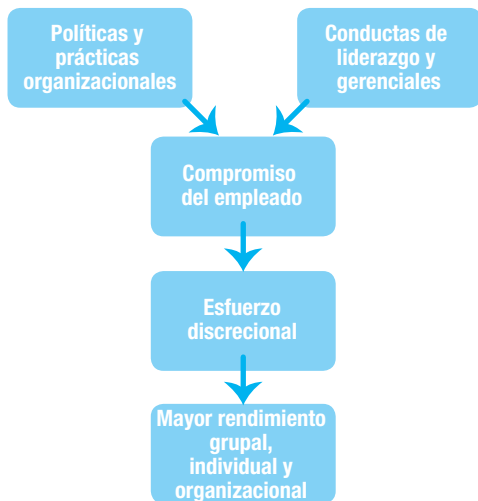 Políticas y
prácticas
organizacionales
Conductas de
liderazgo y
gerenciales
Compromiso
del empleado
Esfuerzo
discrecional
Mayor rendimiento
grupal,
individual y
organizacional